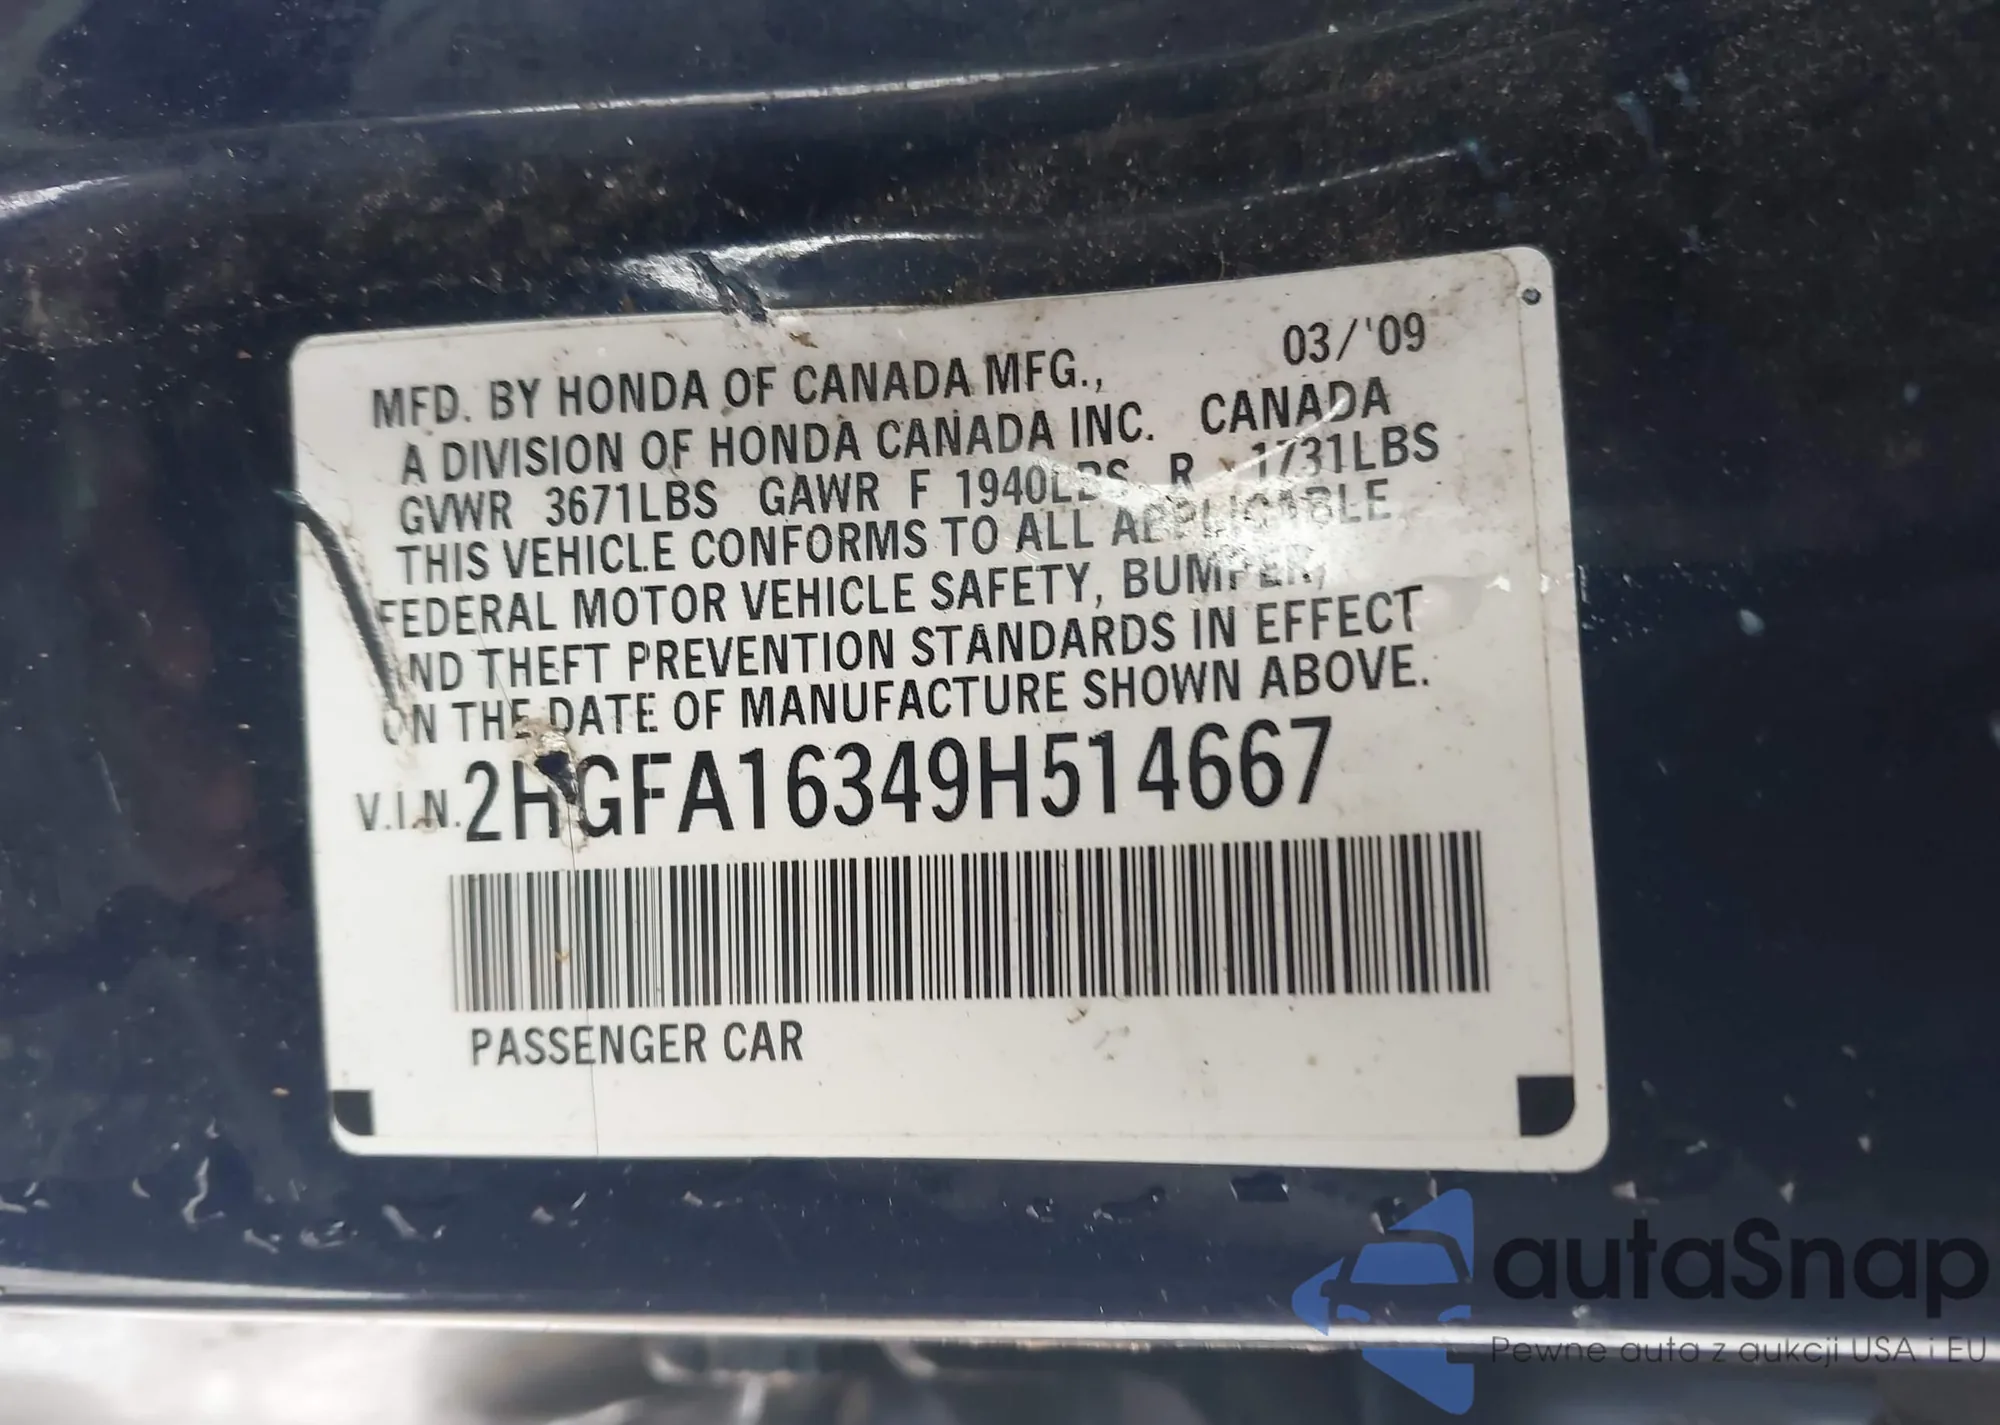 03/'09
MFD. BY HONDA OF CANADA MFG.,
A DIVISION OF HONDA CANADA INC. CANADA
GVWR 3671LBS GAWR F 1940LBS R 1731LBS
THIS VEHICLE CONFORMS TO ALL APPLICABLE
FEDERAL MOTOR VEHICLE SAFETY, BUMPER,
AND THEFT PREVENTION STANDARDS IN EFFECT
ON THE DATE OF MANUFACTURE SHOWN ABOVE.
V.I.N. 2HGFA16349H514667
PASSENGER CAR
autaSnap
Pewne auta z aukcji USA i EU